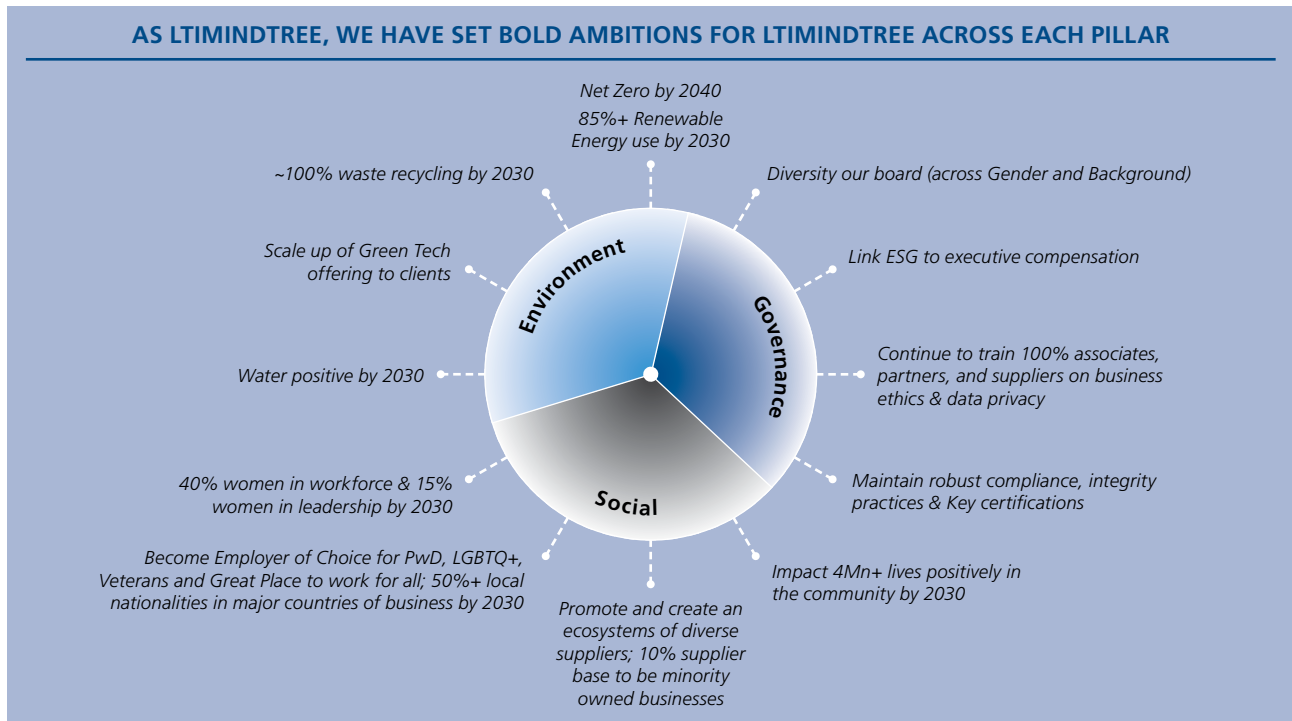 AS LTIMINDTREE, WE HAVE SET BOLD AMBITIONS FOR LTIMINDTREE ACROSS EACH PILLAR
Net Zero by 2040
85%+ Renewable
Energy use by 2030
~100% waste recycling by 2030
Diversity our board (across Gender and Background)
Scale up of Green Tech
offering to clients
Link ESG to executive compensation
Environment
Governance
Water positive by 2030
Continue to train 100% associates,
partners, and suppliers on business
ethics & data privacy
40% women in workforce & 15%
women in leadership by 2030
Maintain robust compliance, integrity
practices & Key certifications
Social
Become Employer of Choice for PwD, LGBTQ+,
Veterans and Great Place to work for all; 50%+ local
nationalities in major countries of business by 2030
Impact 4Mn+ lives positively in
the community by 2030
Promote and create an
ecosystems of diverse
suppliers; 10% supplier
base to be minority
owned businesses